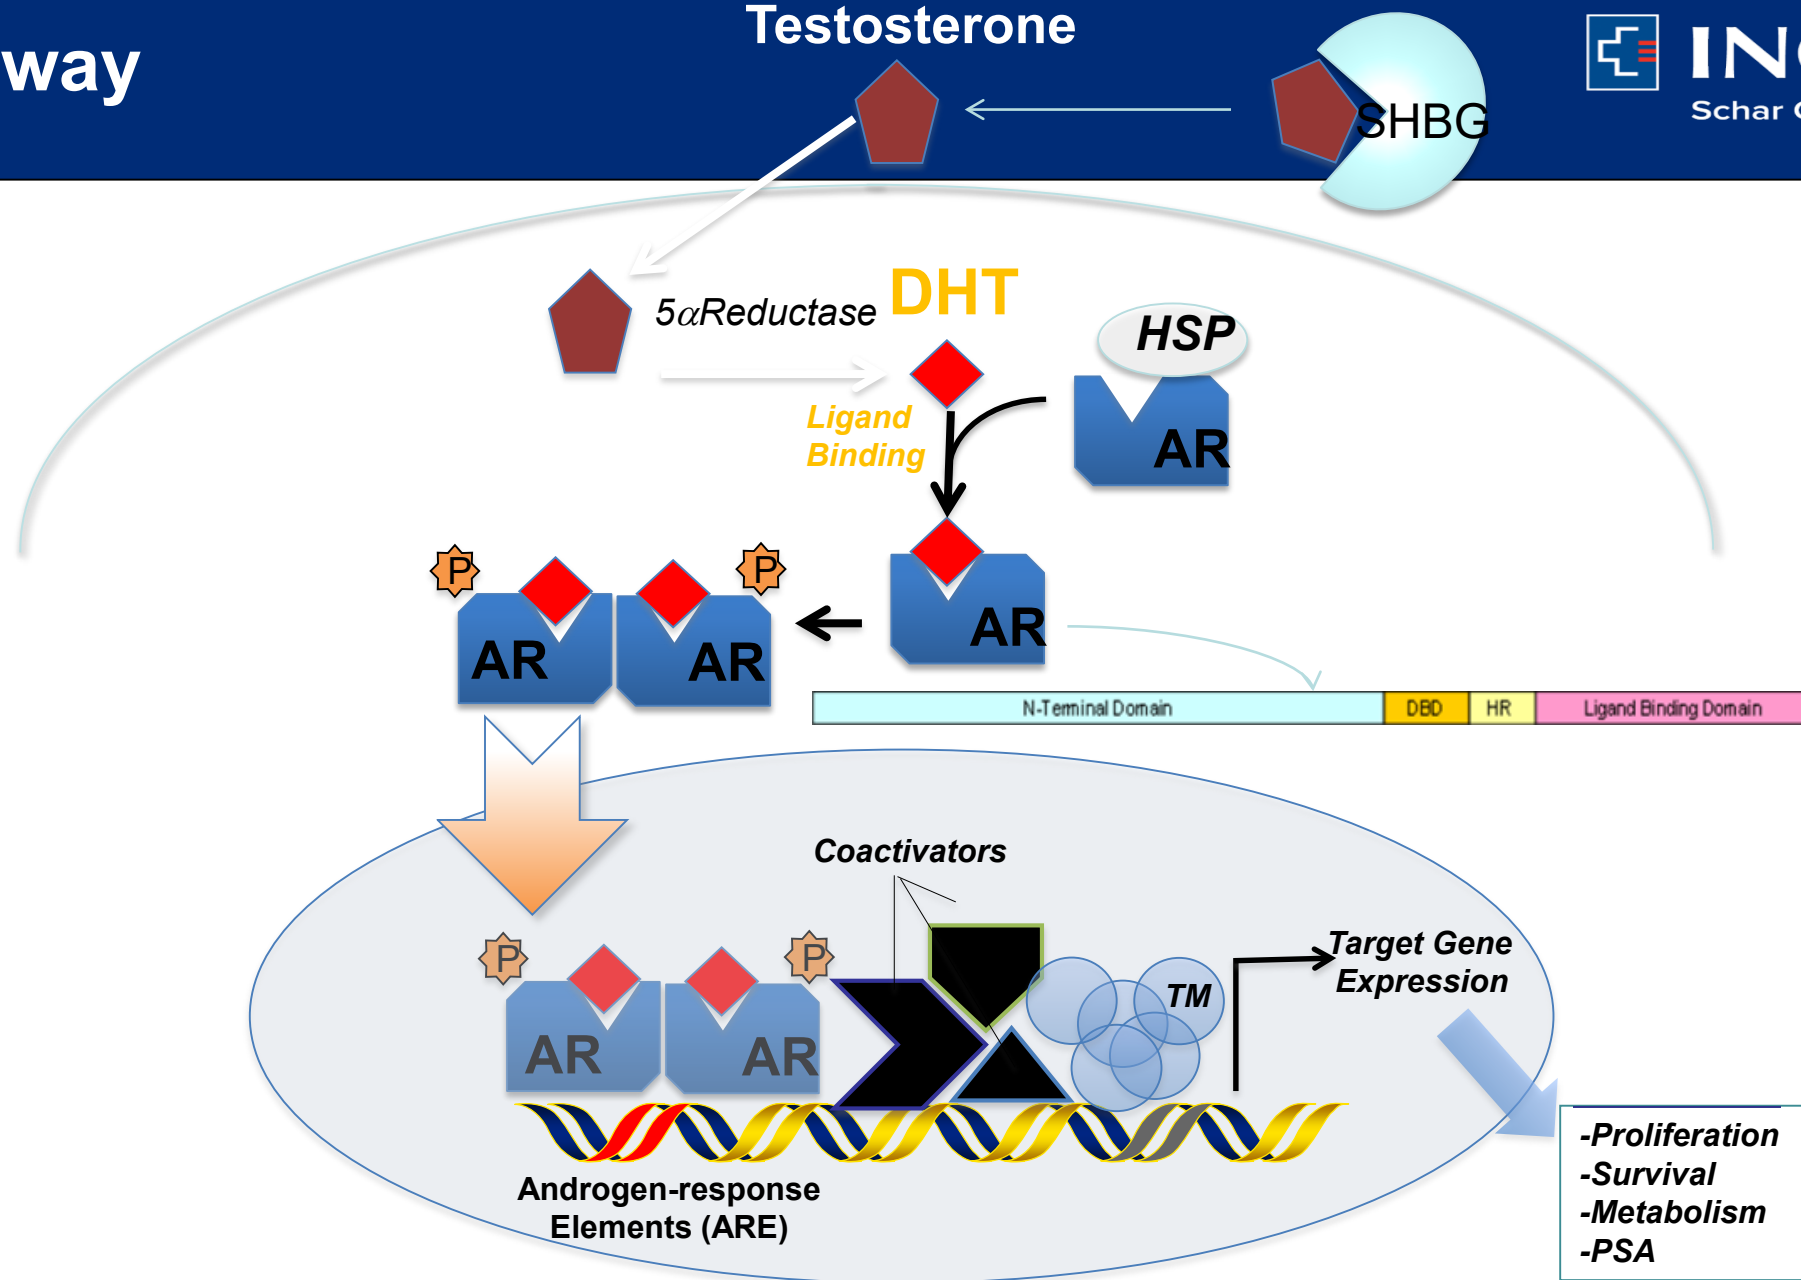 Testosterone
way
SHBG
Schar
5αReductase
DHT
HSP
Ligand
Binding
AR
P
P
AR
AR
AR
N-Terminal Domain
DBD
HR
Ligand Binding Domain
Coactivators
Target Gene
Expression
P
P
TM
AR
AR
-Proliferation
-Survival
-Metabolism
-PSA
Androgen-response
Elements (ARE)